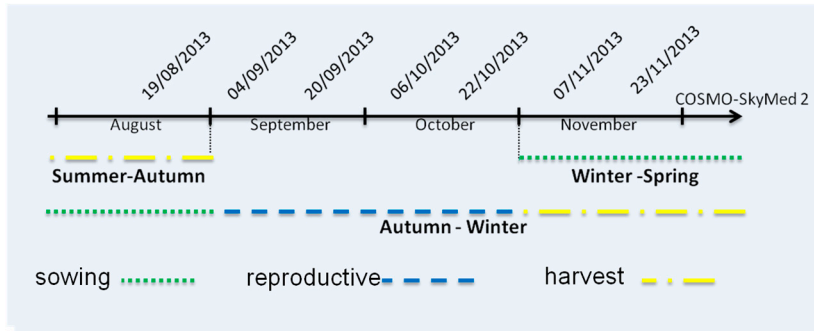 19/08/2013
04/09/2013
20/09/2013
06/10/2013
22/10/2013
07/11/2013
23/11/2013
COSMO-SkyMed 2
August
September
October
November
Summer-Autumn
Winter -Spring
Autumn - Winter
sowing
reproductive
harvest